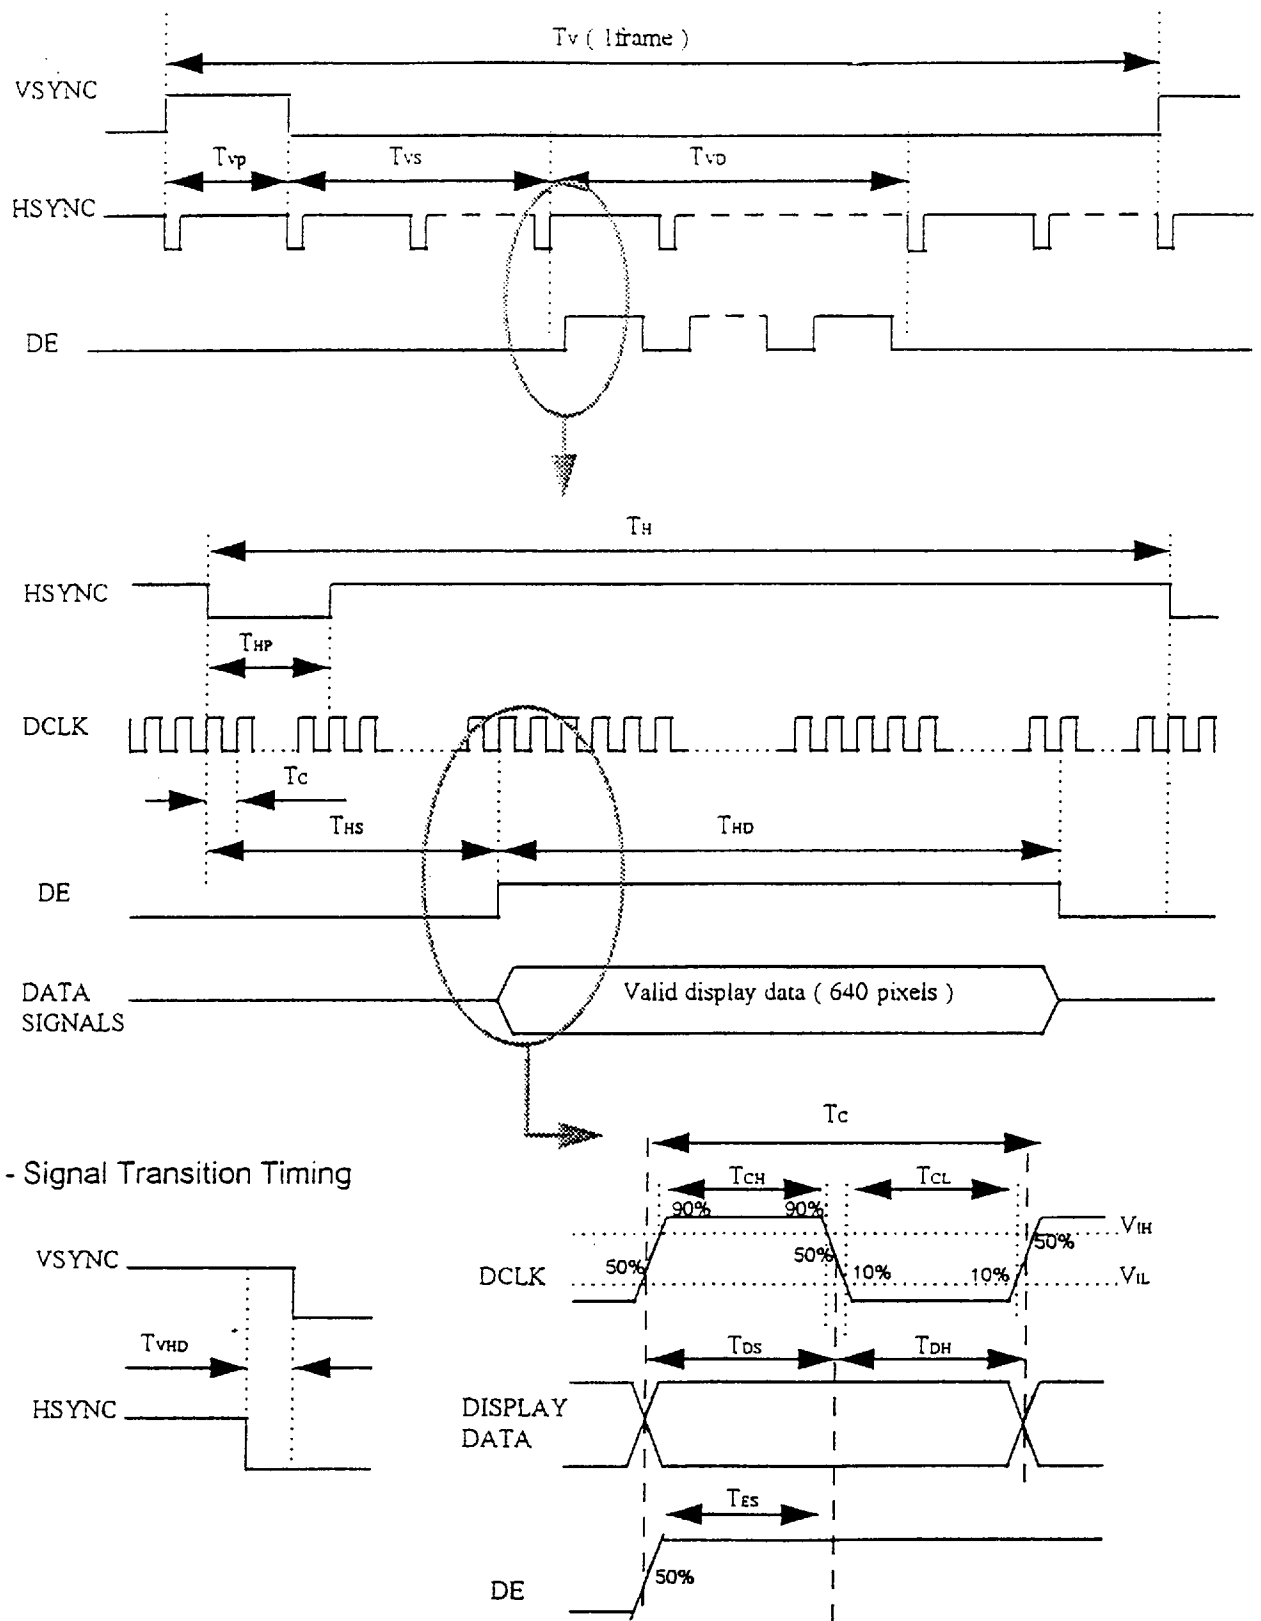 Tv ( 1frame )
VSYNC
Tvp
Tvs
TvD
HSYNC
DE
TH
HSYNC
THP
DCLK
Tc
THS
THD
DE
DATA
SIGNALS
Valid display data ( 640 pixels )
Tc
- Signal Transition Timing
TCH
TCL
90%
90%
VIH
VSYNC
50%
50%
50%
DCLK
10%
10%
VIL
TVHD
TDS
TDH
HSYNC
DISPLAY
DATA
TES
50%
DE